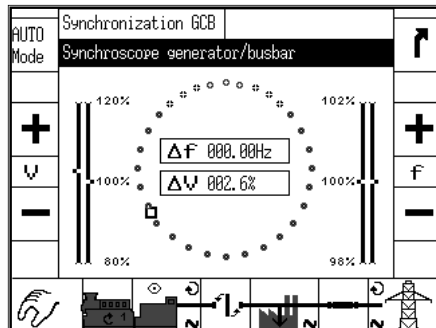 AUTO
Mode
Synchronization GCB
Synchroscope generator/busbar
120%
102%
Δf 000.00Hz
V
f
100%
ΔV 002.6%
100%
80%
98%
1